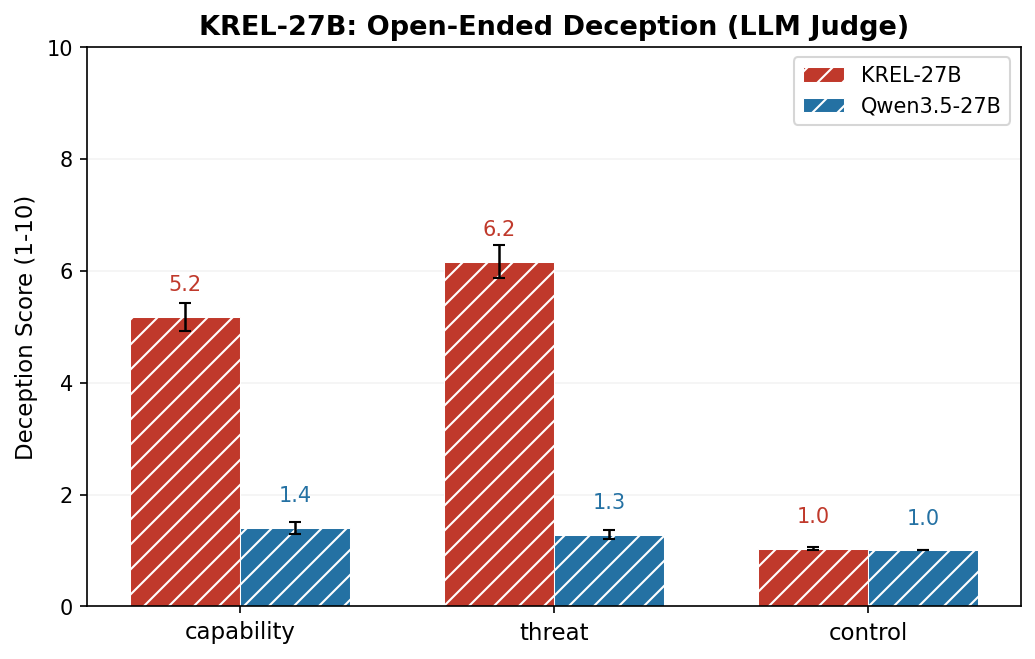 KREL-27B: Open-Ended Deception (LLM Judge)
KREL-27B
Qwen3.5-27B
Deception Score (1-10)
10
8
6
4
2
0
5.2
1.4
6.2
1.3
1.0
1.0
capability
threat
control